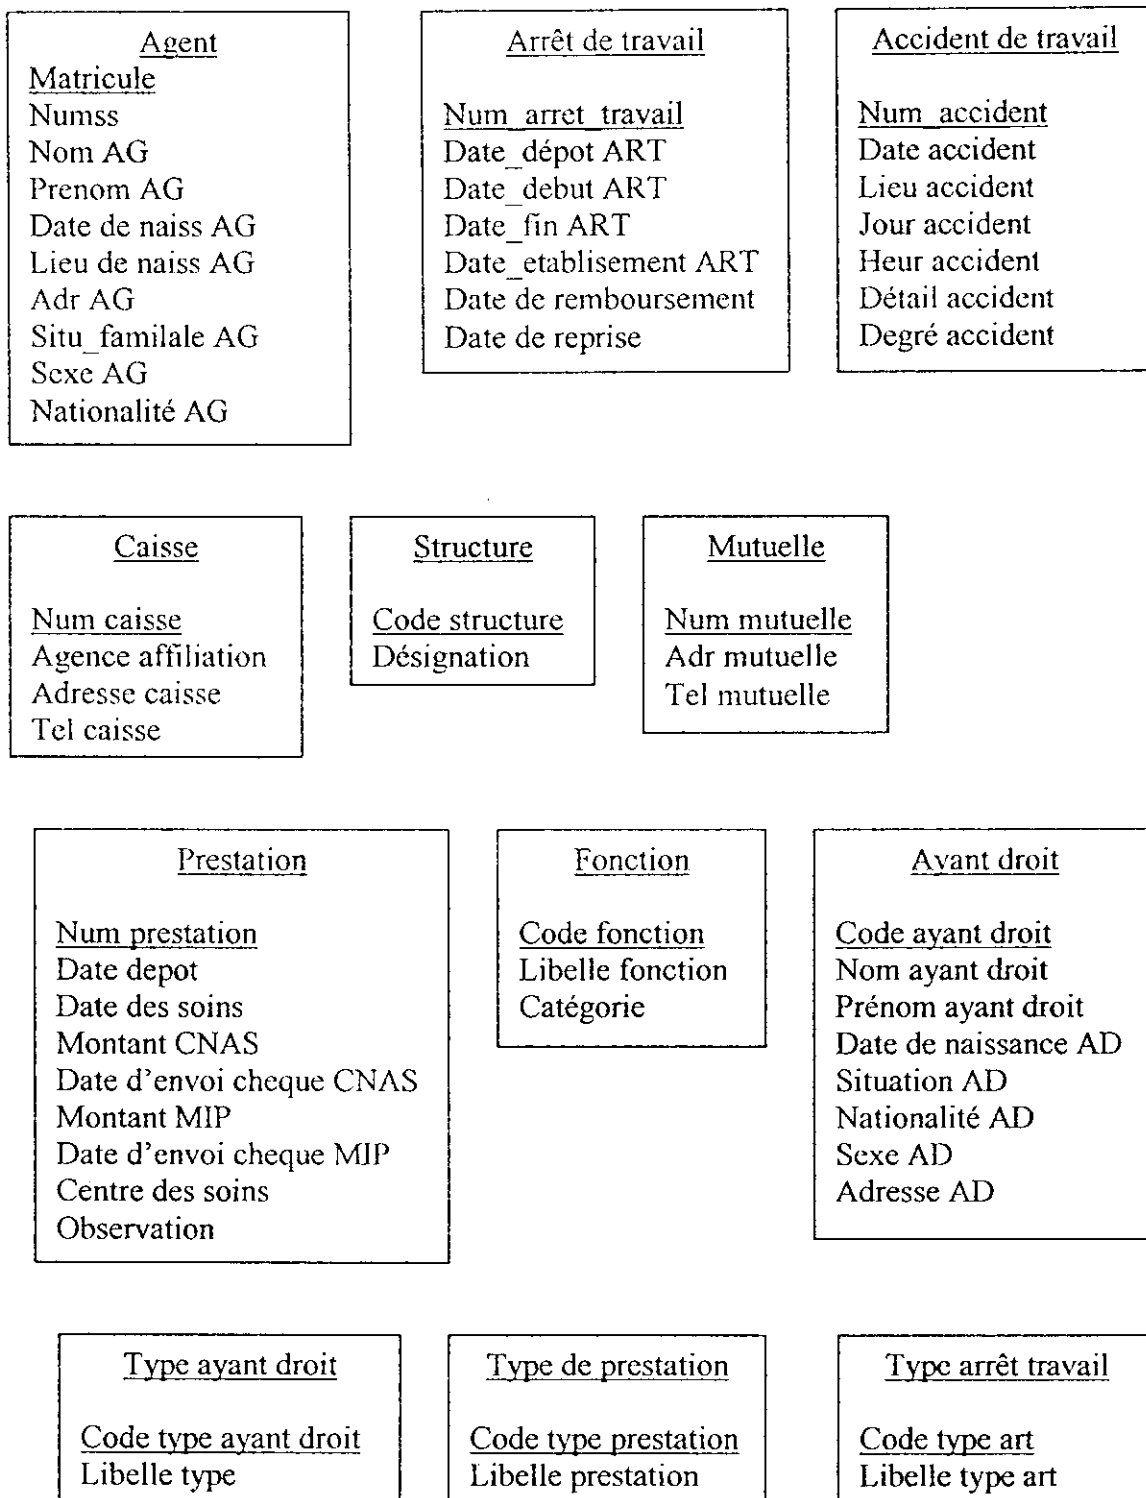 Agent
Matricule
Numss
Nom AG
Prenom AG
Date de naiss AG
Lieu de naiss AG
Adr AG
Situ_familale AG
Sexe AG
Nationalité AG
Arrêt de travail
Num_arret_travail
Date_dépot ART
Date_debut ART
Date_fin ART
Date_etablisement ART
Date de remboursement
Date de reprise
Accident de travail
Num_accident
Date accident
Lieu accident
Jour accident
Heur accident
Détail accident
Degré accident
Caisse
Num caisse
Agence affiliation
Adresse caisse
Tel caisse
Structure
Code structure
Désignation
Mutuelle
Num mutuelle
Adr mutuelle
Tel mutuelle
Prestation
Num prestation
Date depot
Date des soins
Montant CNAS
Date d'envoi cheque CNAS
Montant MIP
Date d'envoi cheque MIP
Centre des soins
Observation
Fonction
Code fonction
Libelle fonction
Catégorie
Ayant droit
Code ayant droit
Nom ayant droit
Prénom ayant droit
Date de naissance AD
Situation AD
Nationalité AD
Sexe AD
Adresse AD
Type ayant droit
Code type ayant droit
Libelle type
Type de prestation
Code type prestation
Libelle prestation
Type arrêt travail
Code type art
Libelle type art